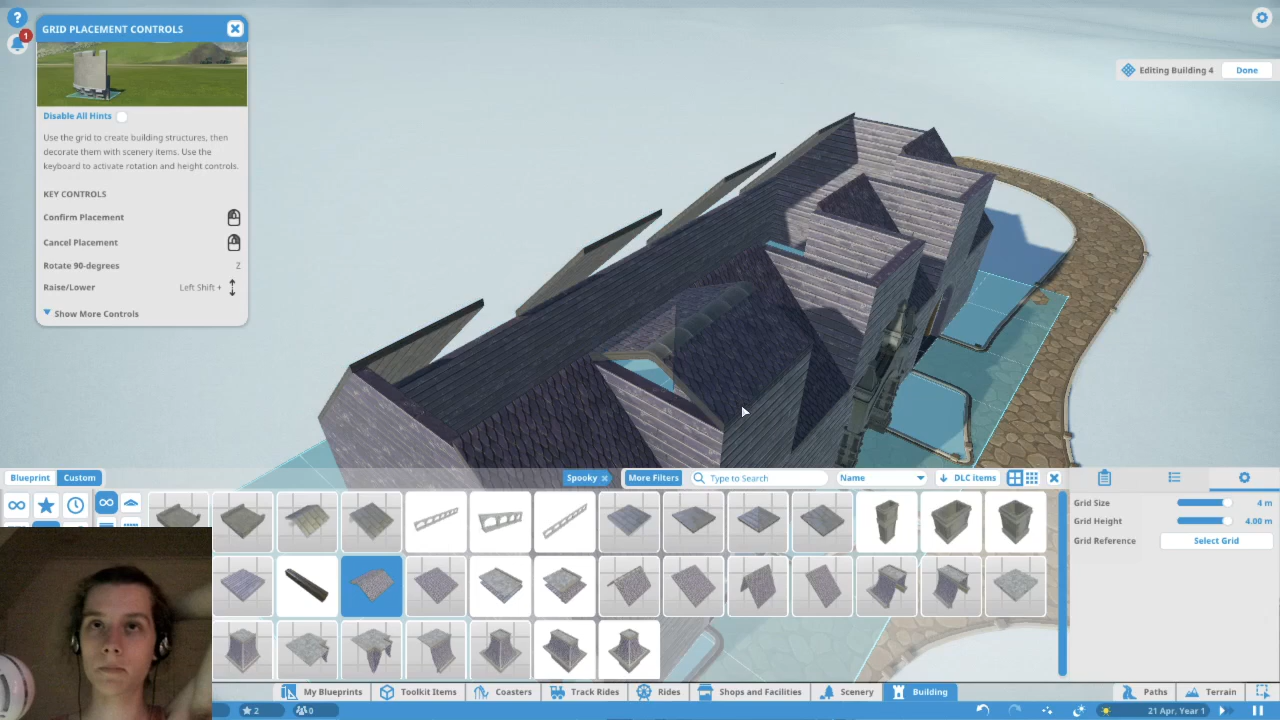 ?
1
GRID PLACEMENT CONTROLS
Disable All Hints
Use the grid to create building structures, then
decorate them with scenery items. Use the
keyboard to activate rotation and height controls.
KEY CONTROLS
Confirm Placement
Cancel Placement
Rotate 90-degrees Z
Raise/Lower Left Shift +
Show More Controls
Editing Building 4 Done
Blueprint Custom Spooky More Filters Type to Search Name DLC items
Grid Size 4 m
Grid Height 4.00 m
Grid Reference Select Grid
My Blueprints Toolkit Items Coasters Track Rides Rides Shops and Facilities Scenery Building Paths Terrain
2 0 21 Apr, Year 1